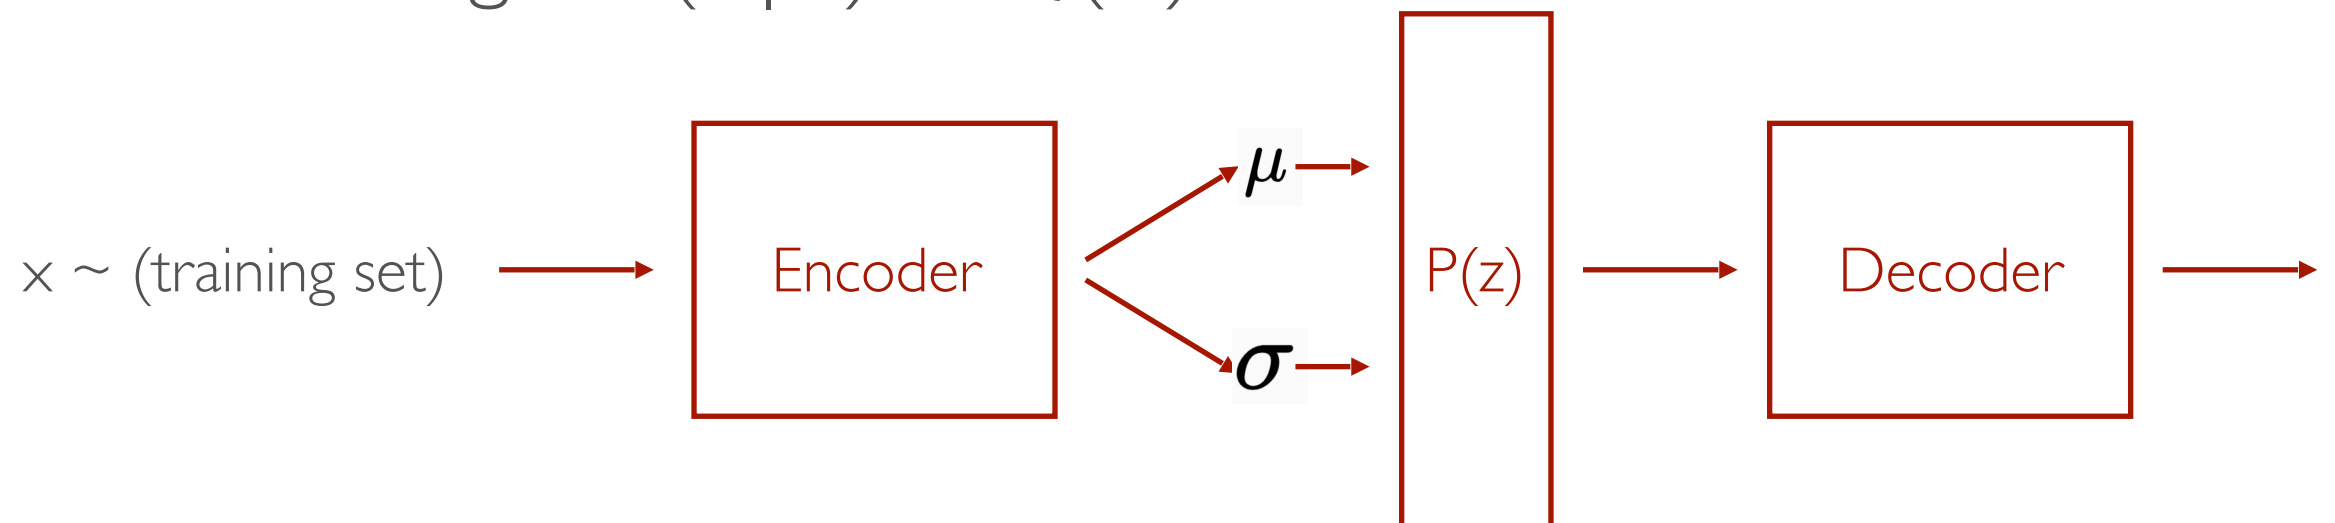 x ~ (training set)
Encoder
μ
σ
P(z)
Decoder